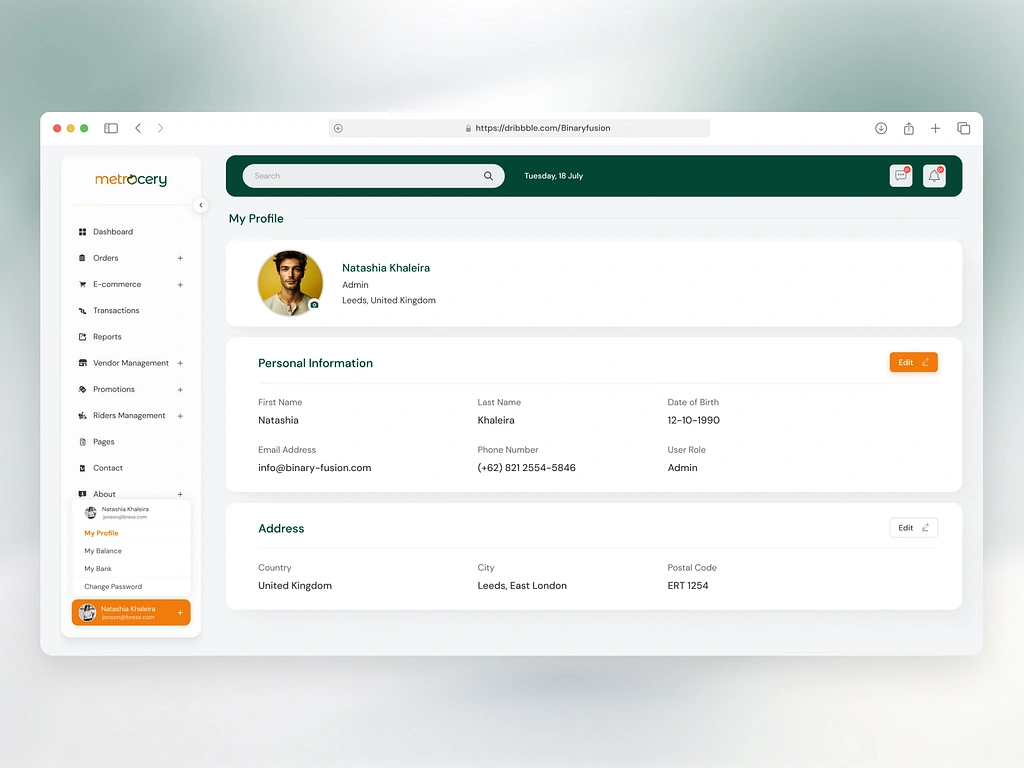 https://dribbble.com/Binaryfusion
metrocery
Search
Tuesday, 18 July
Dashboard
Orders
E-commerce
Transactions
Reports
Vendor Management
Promotions
Riders Management
Pages
Contact
About
Natashia Khaleira
jonson@bress.com
My Profile
My Balance
My Bank
Change Password
Natashia Khaleira
jonson@bress.com
My Profile
Natashia Khaleira
Admin
Leeds, United Kingdom
Personal Information
Edit
First Name
Last Name
Date of Birth
Natashia
Khaleira
12-10-1990
Email Address
Phone Number
User Role
info@binary-fusion.com
(+62) 821 2554-5846
Admin
Address
Edit
Country
City
Postal Code
United Kingdom
Leeds, East London
ERT 1254